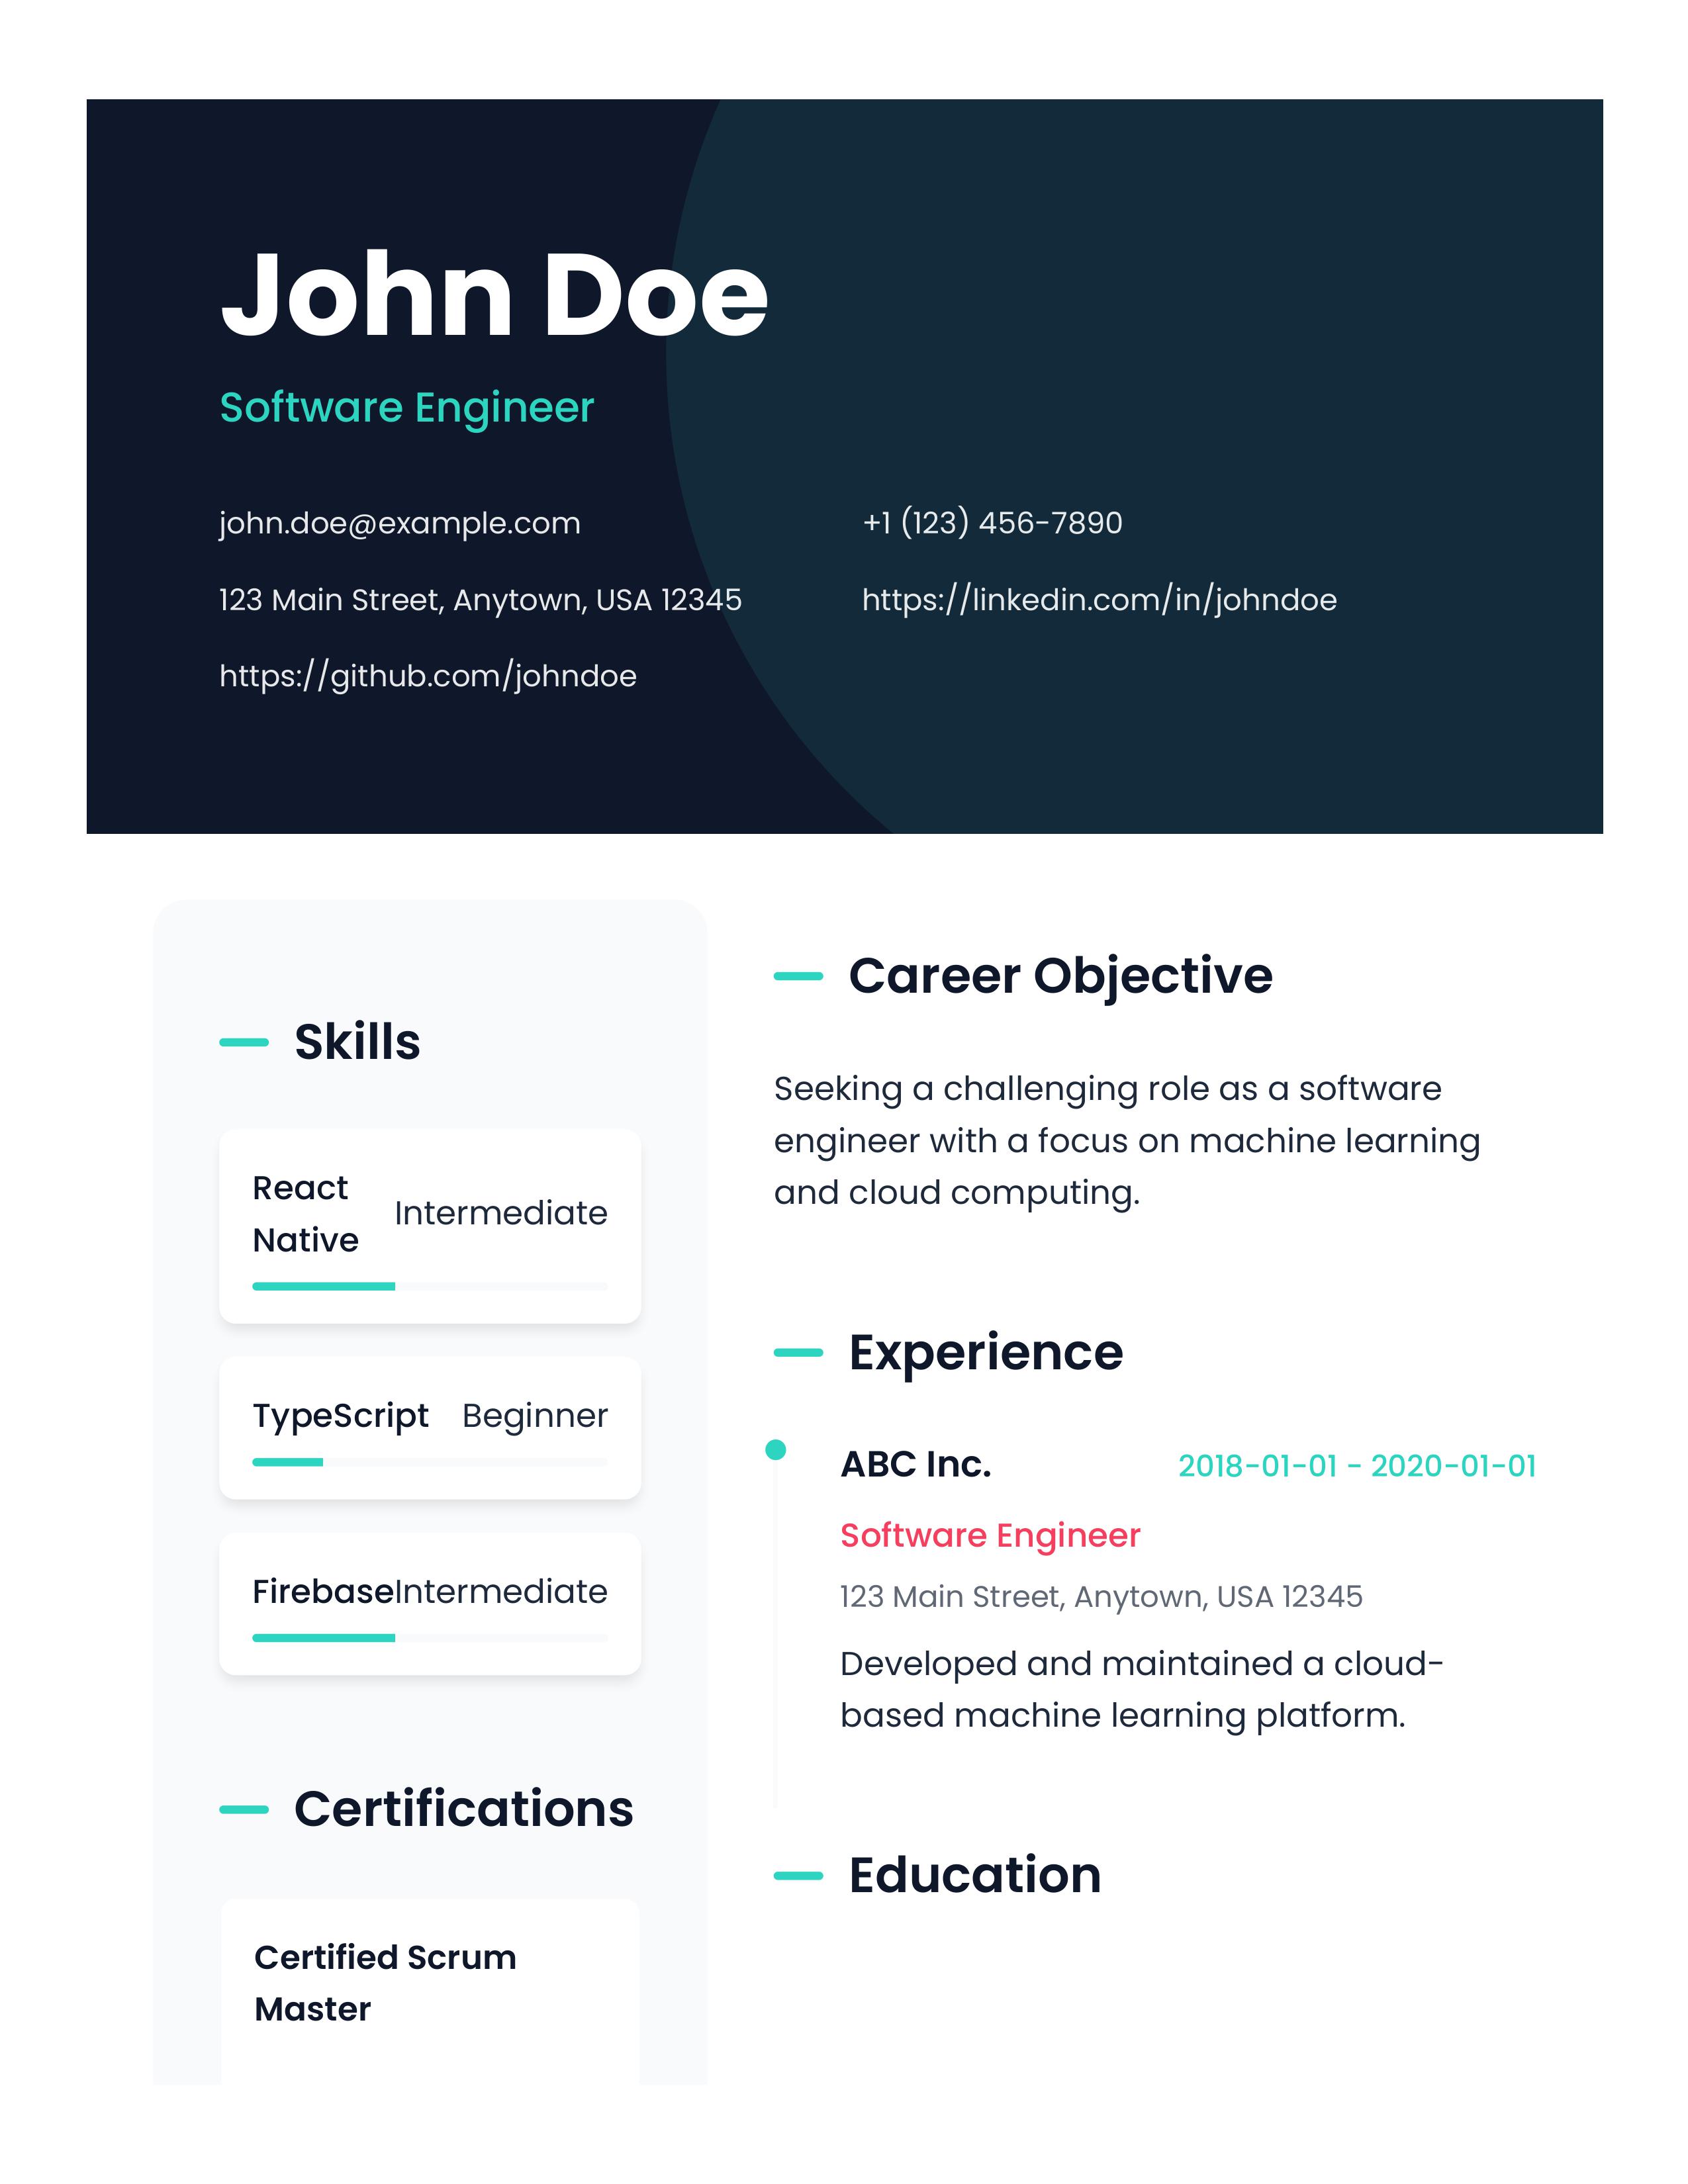 John Doe
Software Engineer
john.doe@example.com
+1 (123) 456-7890
123 Main Street, Anytown, USA 12345
https://linkedin.com/in/johndoe
https://github.com/johndoe
Skills
React
Native
Intermediate
TypeScript
Beginner
Firebase
Intermediate
Certifications
Certified Scrum
Master
Career Objective
Seeking a challenging role as a software
engineer with a focus on machine learning
and cloud computing.
Experience
ABC Inc.
2018-01-01 - 2020-01-01
Software Engineer
123 Main Street, Anytown, USA 12345
Developed and maintained a cloud-
based machine learning platform.
Education